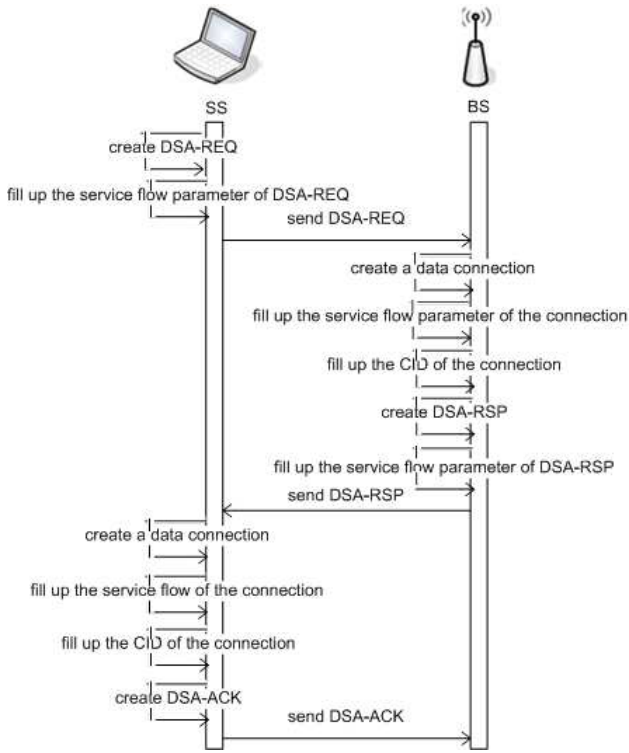 SS
BS
create DSA-REQ
fill up the service flow parameter of DSA-REQ
send DSA-REQ
create a data connection
fill up the service flow parameter of the connection
fill up the CID of the connection
create DSA-RSP
fill up the service flow parameter of DSA-RSP
send DSA-RSP
create a data connection
fill up the service flow of the connection
fill up the CID of the connection
create DSA-ACK
send DSA-ACK